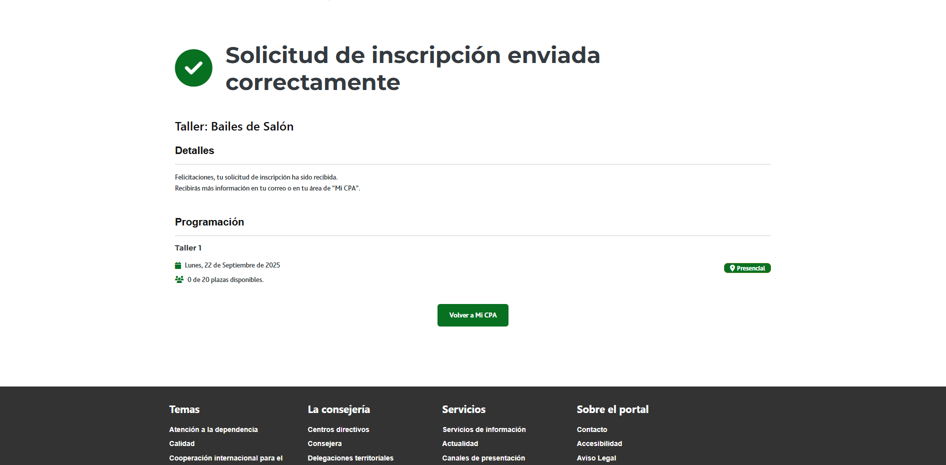 Solicitud de inscripción enviada
correctamente
Taller: Bailes de Salón
Detalles
Felicitaciones, tu solicitud de inscripción ha sido recibida.
Recibirás más información en tu correo o en tu área de "Mi CPA".
Programación
Taller 1
Lunes, 22 de Septiembre de 2025
Presencial
0 de 20 plazas disponibles.
Volver a Mi CPA
Temas
La consejería
Servicios
Sobre el portal
Atención a la dependencia
Centros directivos
Servicios de información
Contacto
Calidad
Consejera
Actualidad
Accesibilidad
Cooperación internacional para el
Delegaciones territoriales
Canales de presentación
Aviso Legal